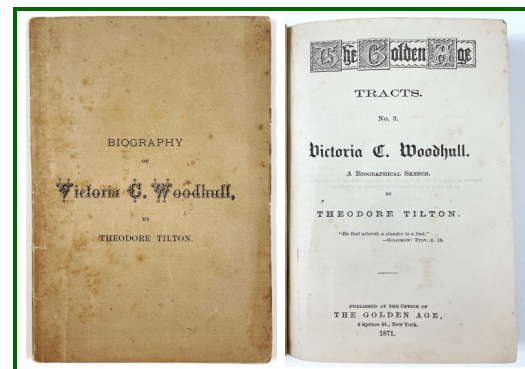 BIOGRAPHY
OF
Victoria C. Woodhull,
BY
THEODORE TILTON.
The Golden Age
TRACTS.
No. 3.
Victoria C. Woodhull.
A BIOGRAPHICAL SKETCH.
BY
THEODORE TILTON.
"He that uttereth a slander is a fool."
—SOLOMON: Prov. x. 18.
PUBLISHED AT THE OFFICE OF
THE GOLDEN AGE,
3 Spruce St., New York.
1871.